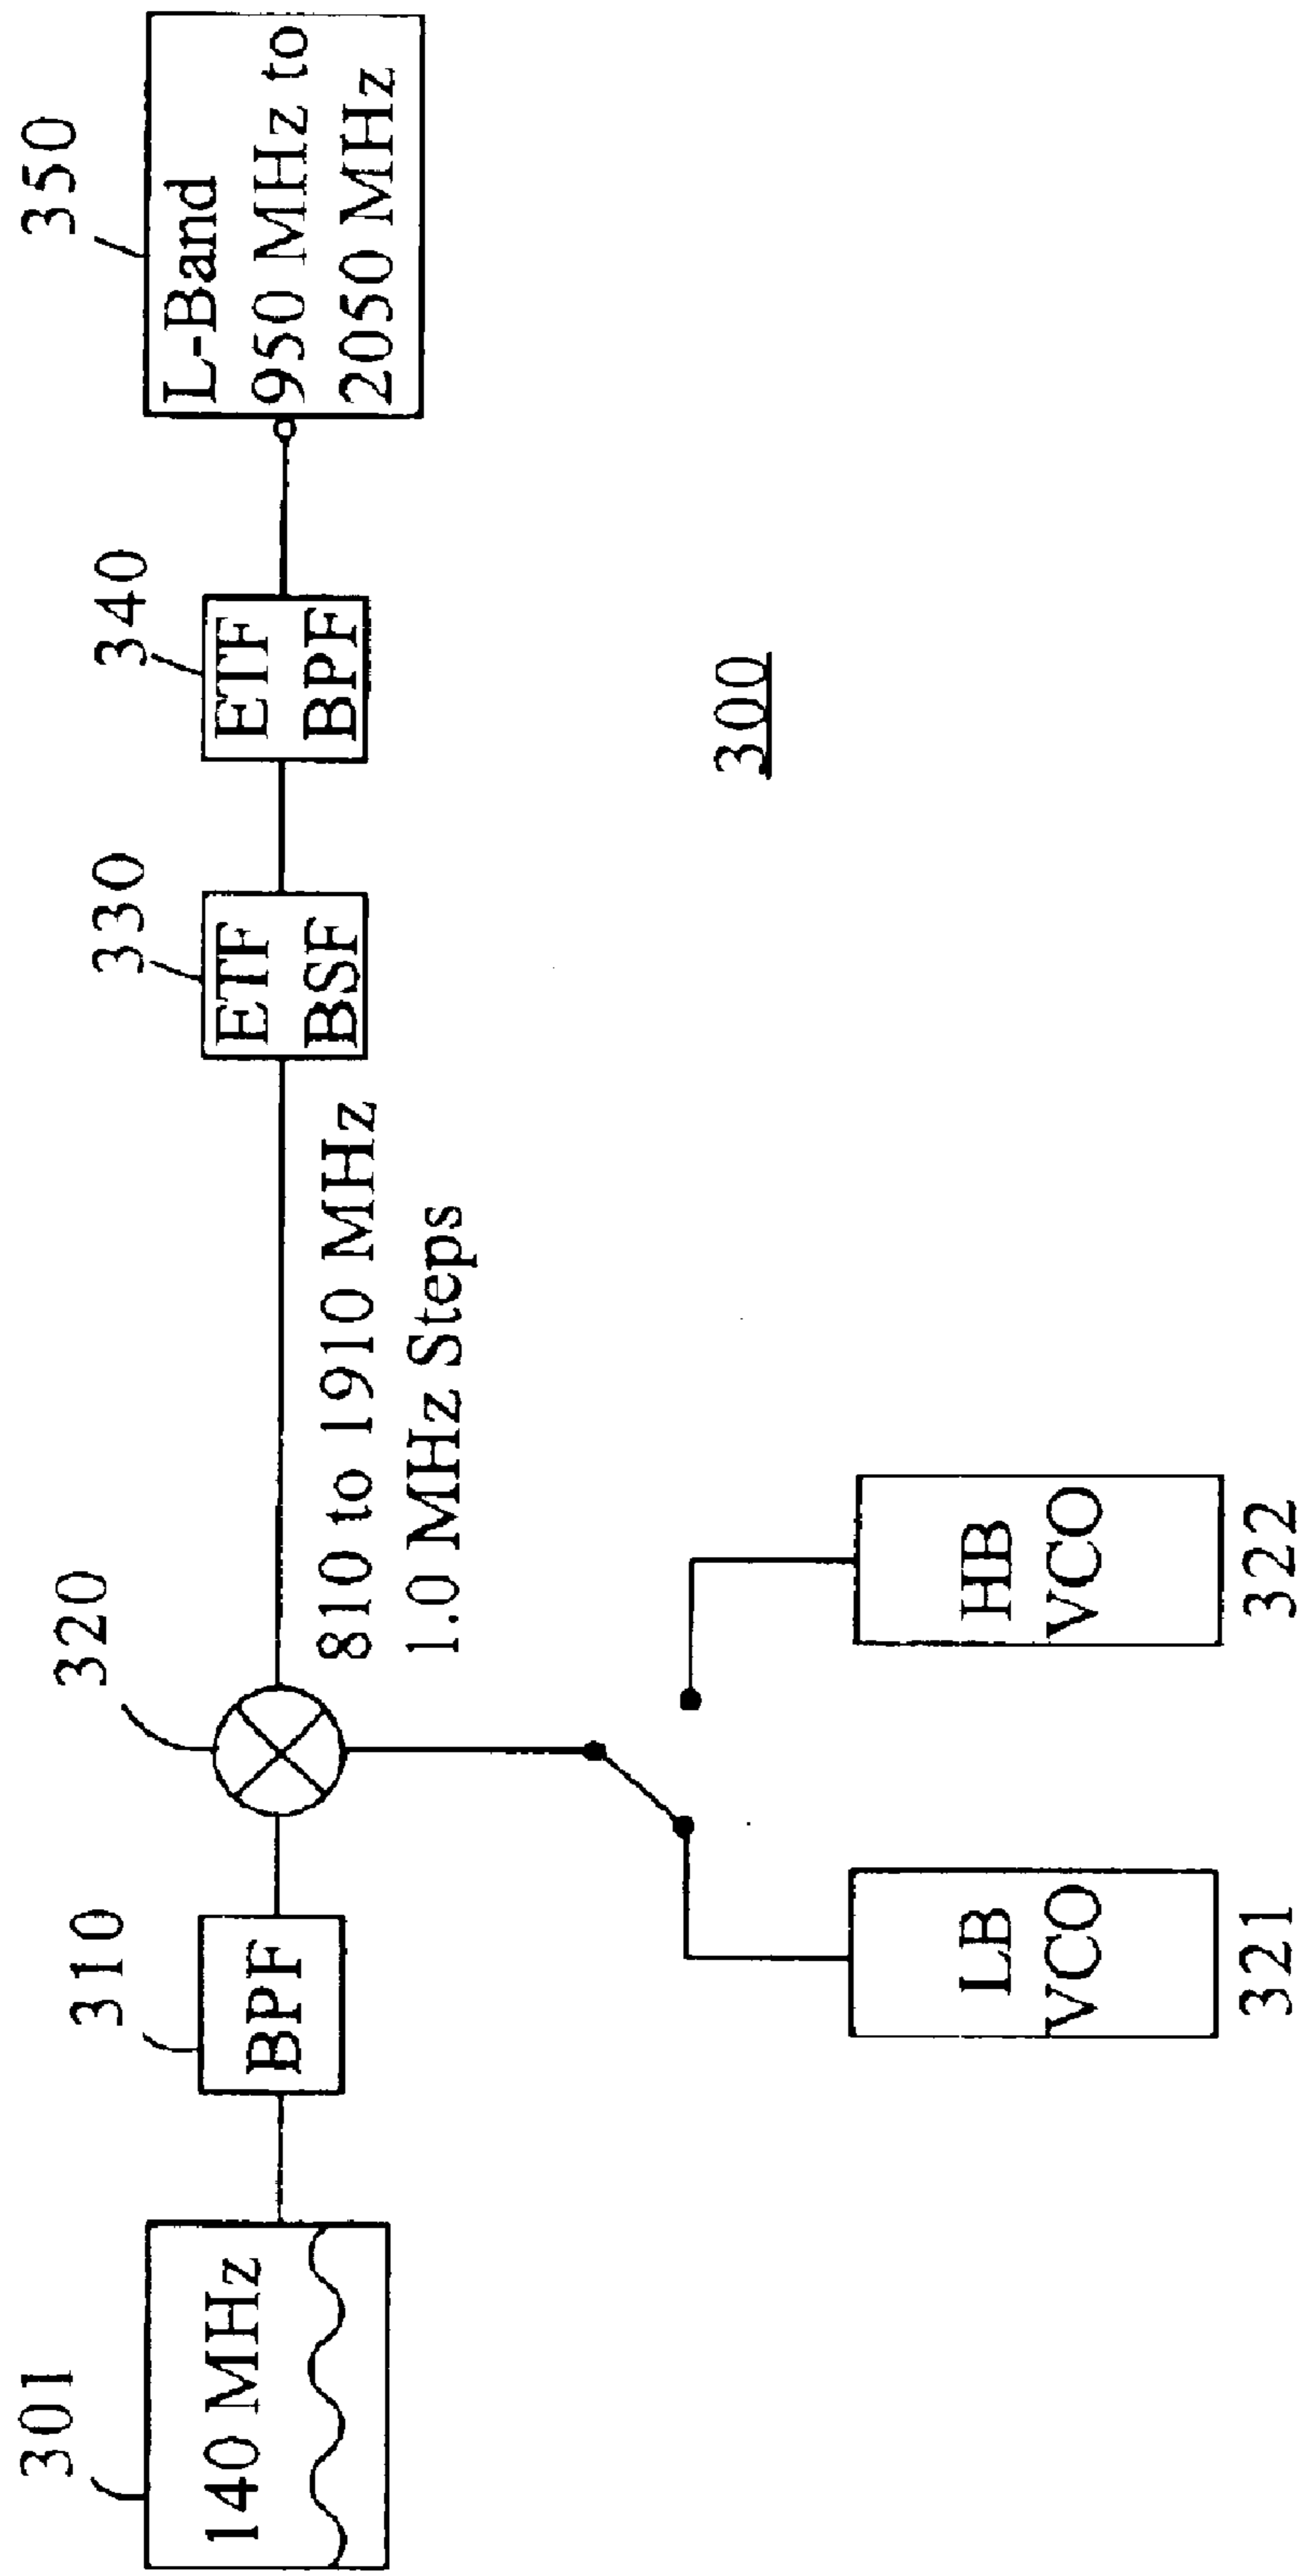 301
140 MHz
310
BPF
320
810 to 1910 MHz
1.0 MHz Steps
330
ETF
BSF
340
ETF
BPF
350
L-Band
950 MHz to
2050 MHz
LB
VCO
321
HB
VCO
322
300